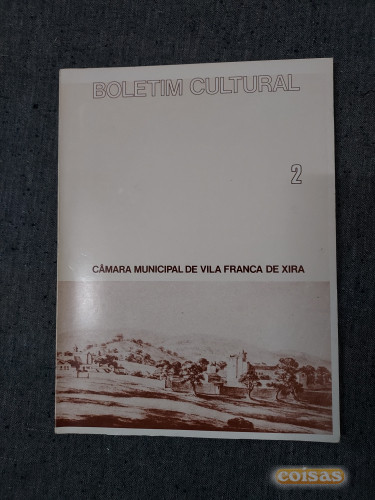 BOLETIM CULTURAL
2
CÂMARA MUNICIPAL DE VILA FRANCA DE XIRA
coisas